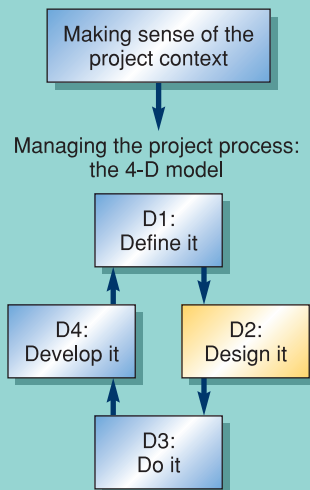 Making sense of the
project context
Managing the project process:
the 4-D model
D1:
Define it
D4:
Develop it
D2:
Design it
D3:
Do it